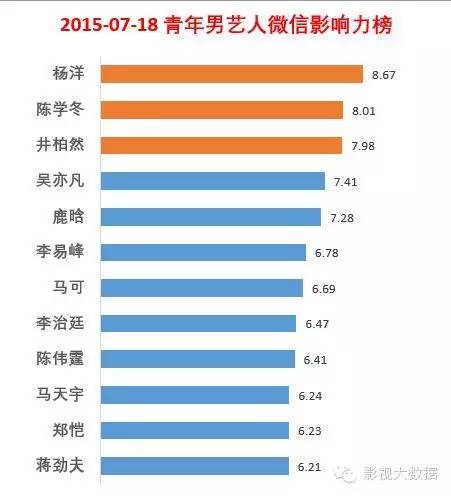 2015-07-18 青年男艺人微信影响力榜
杨洋 8.67
陈学冬 8.01
井柏然 7.98
吴亦凡 7.41
鹿晗 7.28
李易峰 6.78
马可 6.69
李治廷 6.47
陈伟霆 6.41
马天宇 6.24
郑恺 6.23
蒋劲夫 6.21
影视大数据